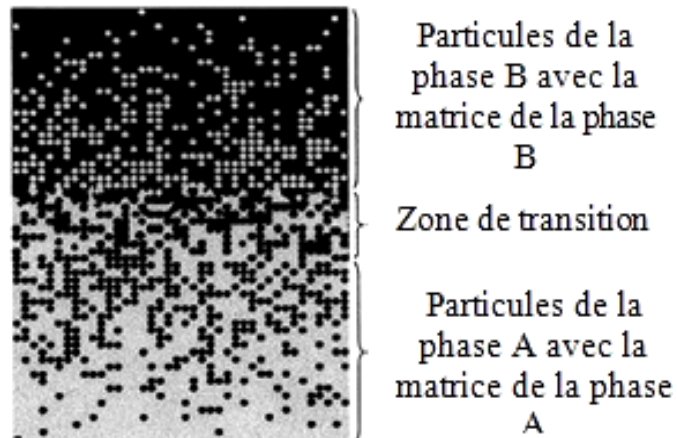 Particules de la
phase B avec la
matrice de la phase
B
Zone de transition
Particules de la
phase A avec la
matrice de la phase
A